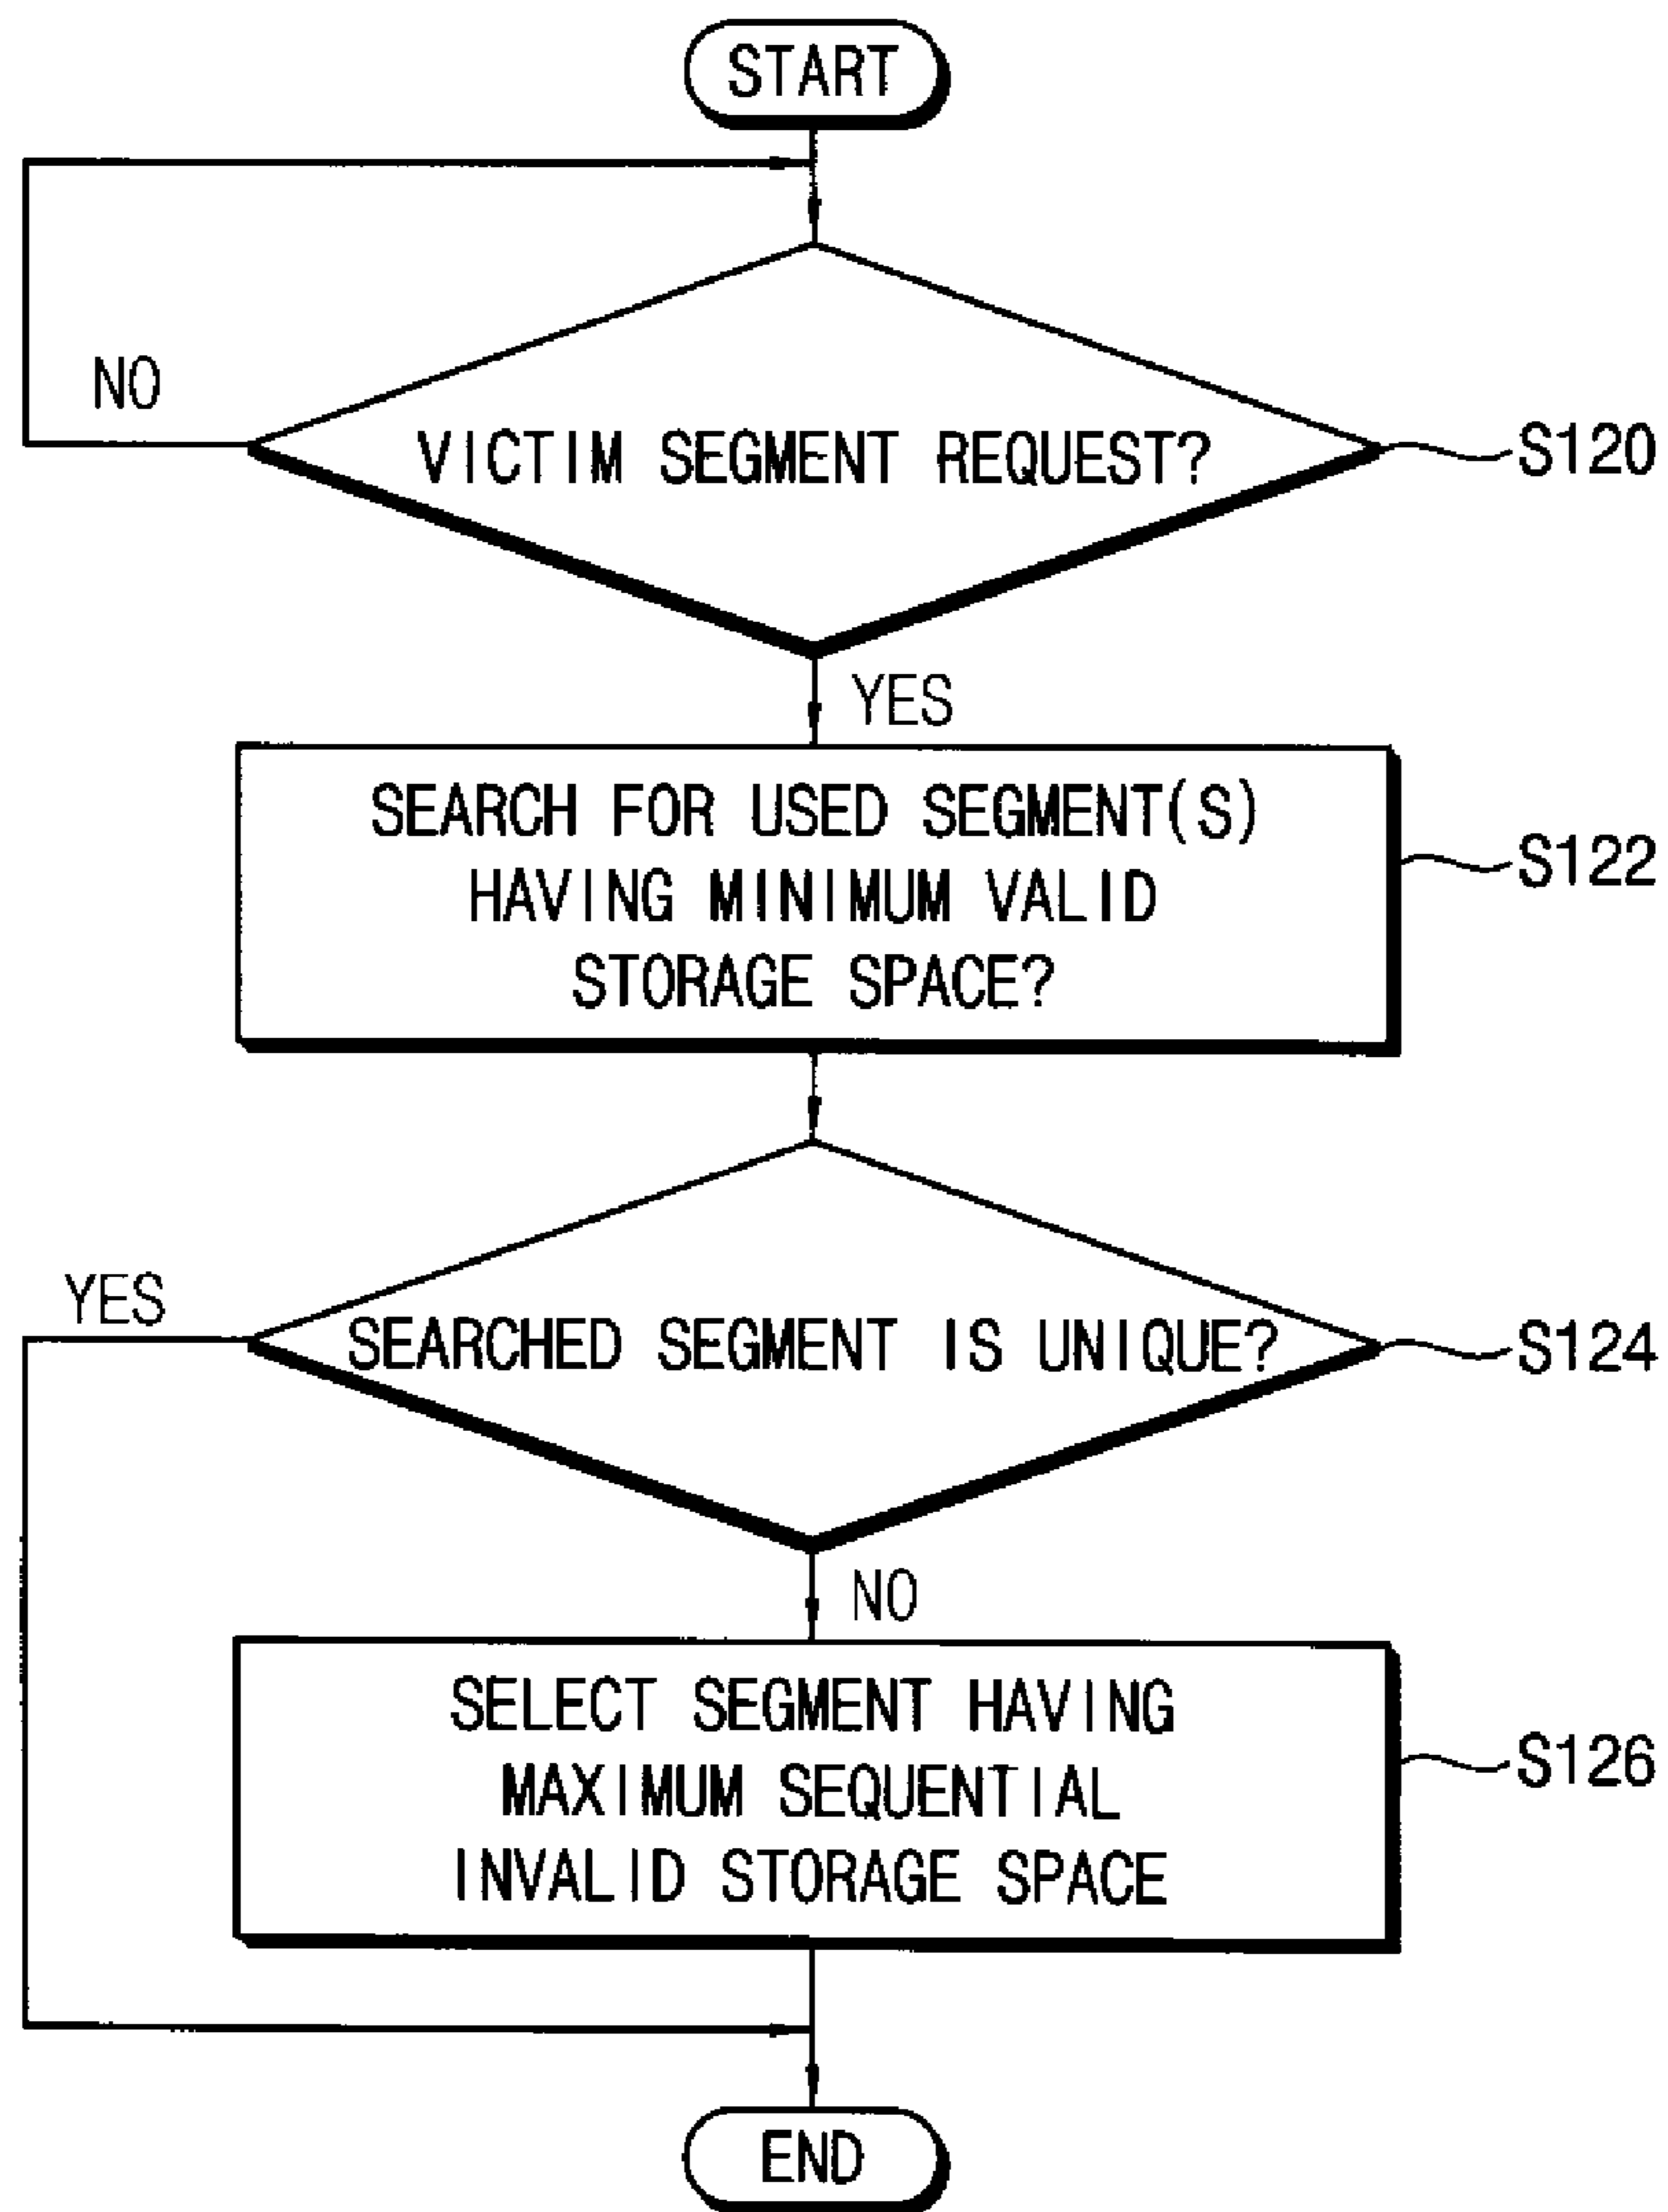 START
NO
VICTIM SEGMENT REQUEST?
S120
YES
SEARCH FOR USED SEGMENT(S)
HAVING MINIMUM VALID
STORAGE SPACE?
S122
YES
SEARCHED SEGMENT IS UNIQUE?
S124
NO
SELECT SEGMENT HAVING
MAXIMUM SEQUENTIAL
INVALID STORAGE SPACE
S126
END